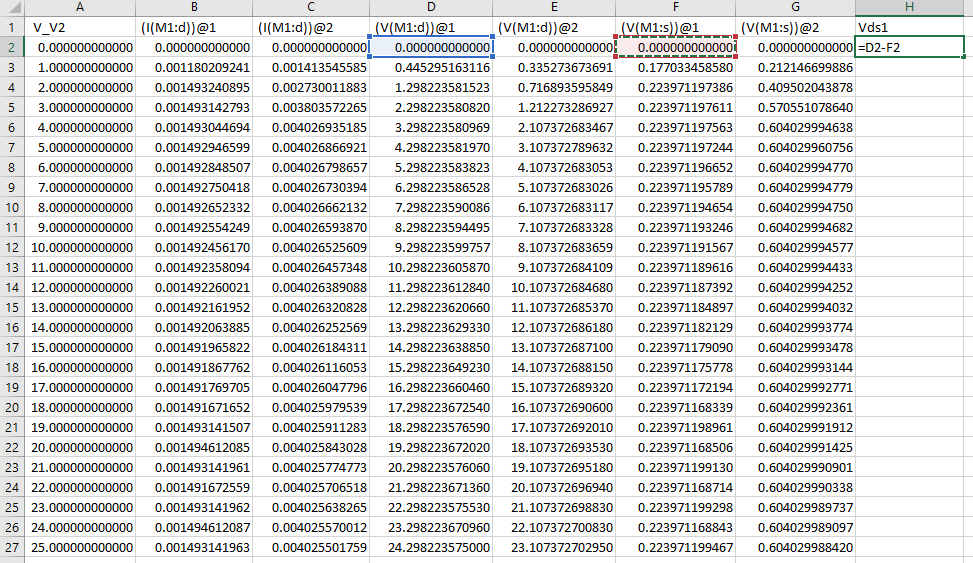 A B C D E F G H
1 V_V2 (I(M1:d))@1 (I(M1:d))@2 (V(M1:d))@1 (V(M1:d))@2 (V(M1:s))@1 (V(M1:s))@2 Vds1
2 0.000000000000 0.000000000000 0.000000000000 0.000000000000 0.000000000000 0.000000000000 0.000000000000 =D2-F2
3 1.000000000000 0.001180209241 0.001413545585 0.445295163116 0.335273673691 0.177033458580 0.212146699886
4 2.000000000000 0.001493240895 0.002730011883 1.298223581523 0.716893595849 0.223971197386 0.409502043878
5 3.000000000000 0.001493142793 0.003803572265 2.298223580820 1.212273286927 0.223971197611 0.570551078640
6 4.000000000000 0.001493044694 0.004026935185 3.298223580969 2.107372683467 0.223971197563 0.604029994638
7 5.000000000000 0.001492946599 0.004026866921 4.298223581970 3.107372789632 0.223971197244 0.604029960756
8 6.000000000000 0.001492848507 0.004026798657 5.298223583823 4.107372683053 0.223971196652 0.604029994770
9 7.000000000000 0.001492750418 0.004026730394 6.298223586528 5.107372683026 0.223971195789 0.604029994779
10 8.000000000000 0.001492652332 0.004026662132 7.298223590086 6.107372683117 0.223971194654 0.604029994750
11 9.000000000000 0.001492554249 0.004026593870 8.298223594495 7.107372683328 0.223971193246 0.604029994682
12 10.000000000000 0.001492456170 0.004026525609 9.298223599757 8.107372683659 0.223971191567 0.604029994577
13 11.000000000000 0.001492358094 0.004026457348 10.298223605870 9.107372684109 0.223971189616 0.604029994433
14 12.000000000000 0.001492260021 0.004026389088 11.298223612840 10.107372684680 0.223971187392 0.604029994252
15 13.000000000000 0.001492161952 0.004026320828 12.298223620660 11.107372685370 0.223971184897 0.604029994032
16 14.000000000000 0.001492063885 0.004026252569 13.298223629330 12.107372686180 0.223971182129 0.604029993774
17 15.000000000000 0.001491965822 0.004026184311 14.298223638850 13.107372687100 0.223971179090 0.604029993478
18 16.000000000000 0.001491867762 0.004026116053 15.298223649230 14.107372688150 0.223971175778 0.604029993144
19 17.000000000000 0.001491769705 0.004026047796 16.298223660460 15.107372689320 0.223971172194 0.604029992771
20 18.000000000000 0.001491671652 0.004025979539 17.298223672540 16.107372690600 0.223971168339 0.604029992361
21 19.000000000000 0.001493141507 0.004025911283 18.298223576590 17.107372692010 0.223971198961 0.604029991912
22 20.000000000000 0.001494612085 0.004025843028 19.298223672020 18.107372693530 0.223971168506 0.604029991425
23 21.000000000000 0.001493141961 0.004025774773 20.298223576060 19.107372695180 0.223971199130 0.604029990901
24 22.000000000000 0.001491672559 0.004025706518 21.298223671360 20.107372696940 0.223971168714 0.604029990338
25 23.000000000000 0.001493141962 0.004025638265 22.298223575530 21.107372698830 0.223971199298 0.604029989737
26 24.000000000000 0.001494612087 0.004025570012 23.298223670960 22.107372700830 0.223971168843 0.604029989097
27 25.000000000000 0.001493141963 0.004025501759 24.298223575000 23.107372702950 0.223971199467 0.604029988420